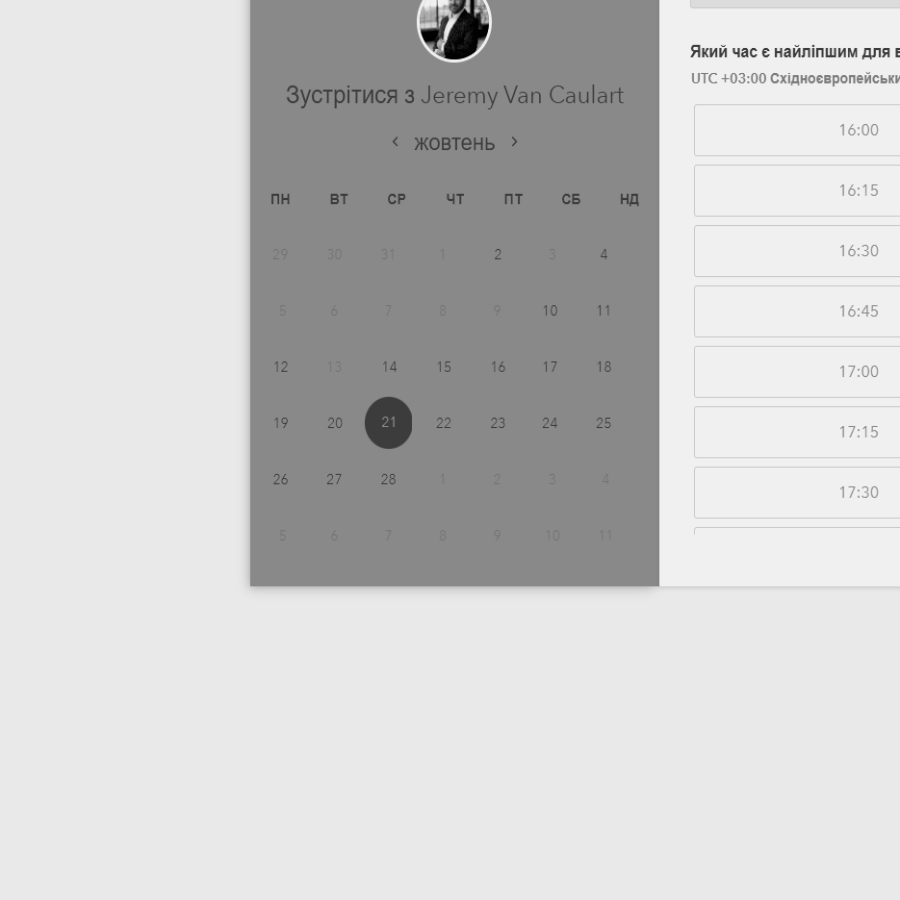 Зустрітися з Jeremy Van Caulart
‹ жовтень ›
ПН ВТ СР ЧТ ПТ СБ НД
29 30 31 1 2 3 4
5 6 7 8 9 10 11
12 13 14 15 16 17 18
19 20 21 22 23 24 25
26 27 28 1 2 3 4
5 6 7 8 9 10 11
Який час є найліпшим для
UTC +03:00
16:00
16:15
16:30
16:45
17:00
17:15
17:30